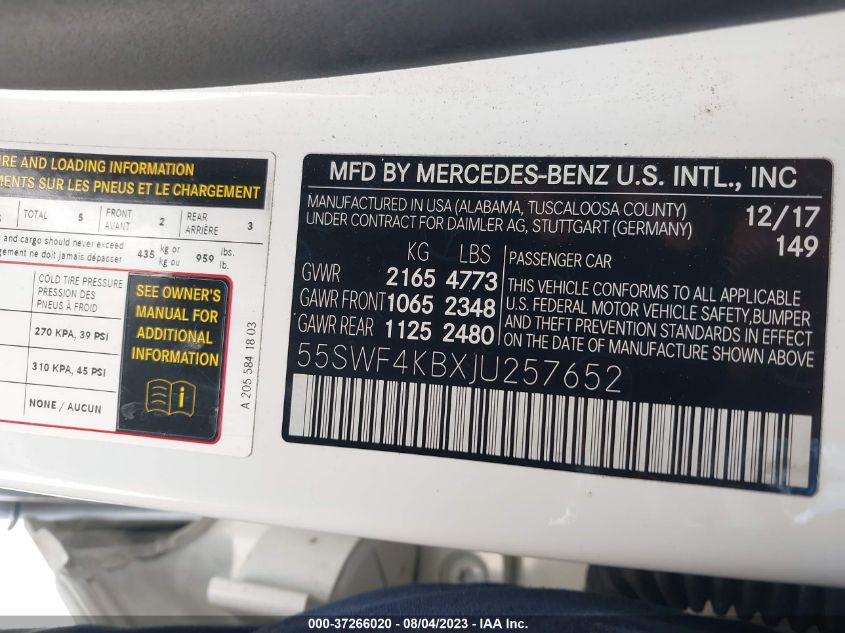 RE AND LOADING INFORMATION
MENTS SUR LES PNEUS ET LE CHARGEMENT
TOTAL 5 FRONT AVANT 2 REAR ARRIÈRE 3
and cargo should never exceed
gement ne doit jamais dépasser 435 kg or kg ou 959 lbs. lb.
COLD TIRE PRESSURE
PRESSION DES
PNEUS À FROID
270 KPA, 39 PSI
310 KPA, 45 PSI
NONE / AUCUN
SEE OWNER'S
MANUAL FOR
ADDITIONAL
INFORMATION
A 205 584 18 03
MFD BY MERCEDES-BENZ U.S. INTL., INC
MANUFACTURED IN USA (ALABAMA, TUSCALOOSA COUNTY)
UNDER CONTRACT FOR DAIMLER AG, STUTTGART (GERMANY)
12/17
149
KG LBS
GVWR 2165 4773
GAWR FRONT 1065 2348
GAWR REAR 1125 2480
PASSENGER CAR
THIS VEHICLE CONFORMS TO ALL APPLICABLE
U.S. FEDERAL MOTOR VEHICLE SAFETY,BUMPER
AND THEFT PREVENTION STANDARDS IN EFFECT
ON THE DATE OF MANUFACTURE SHOWN ABOVE.
55SWF4KBXJU257652
000-37266020 - 08/04/2023 - IAA Inc.